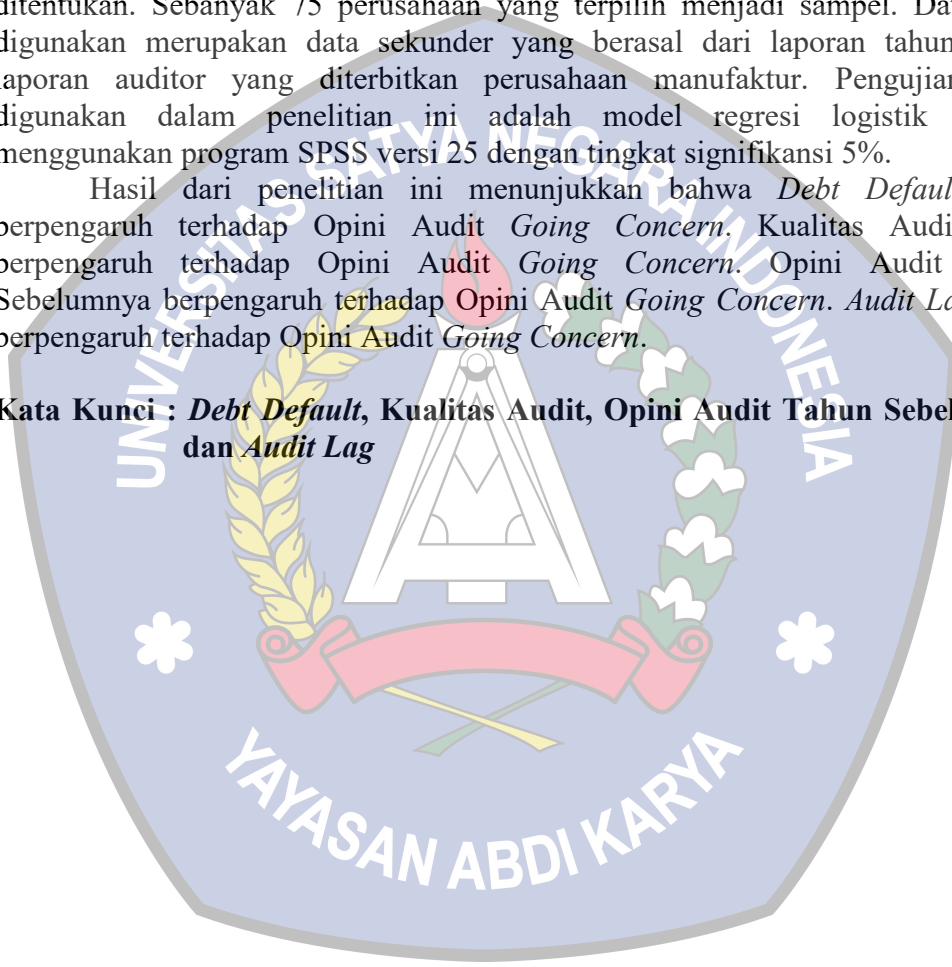 ditentukan. Sebanyak 75 perusahaan yang terpilih menjadi sampel.
digunakan merupakan data sekunder yang berasal dari laporan
laporan auditor yang diterbitkan perusahaan manufaktur.
digunakan dalam penelitian ini adalah model regresi logistik
menggunakan program SPSS versi 25 dengan tingkat signifikansi 5%.
Hasil dari penelitian ini menunjukkan bahwa Debt Default
berpengaruh terhadap Opini Audit Going Concern. Kualitas Audi
berpengaruh terhadap Opini Audit Going Concern. Opini Audit
Sebelumnya berpengaruh terhadap Opini Audit Going Concern. Audit
berpengaruh terhadap Opini Audit Going Concern.
Kata Kunci : Debt Default, Kualitas Audit, Opini Audit Tahun
dan Audit Lag
UNIVERSITAS SATYA NEGARA INDONESIA
YAYASAN ABDI KARYA